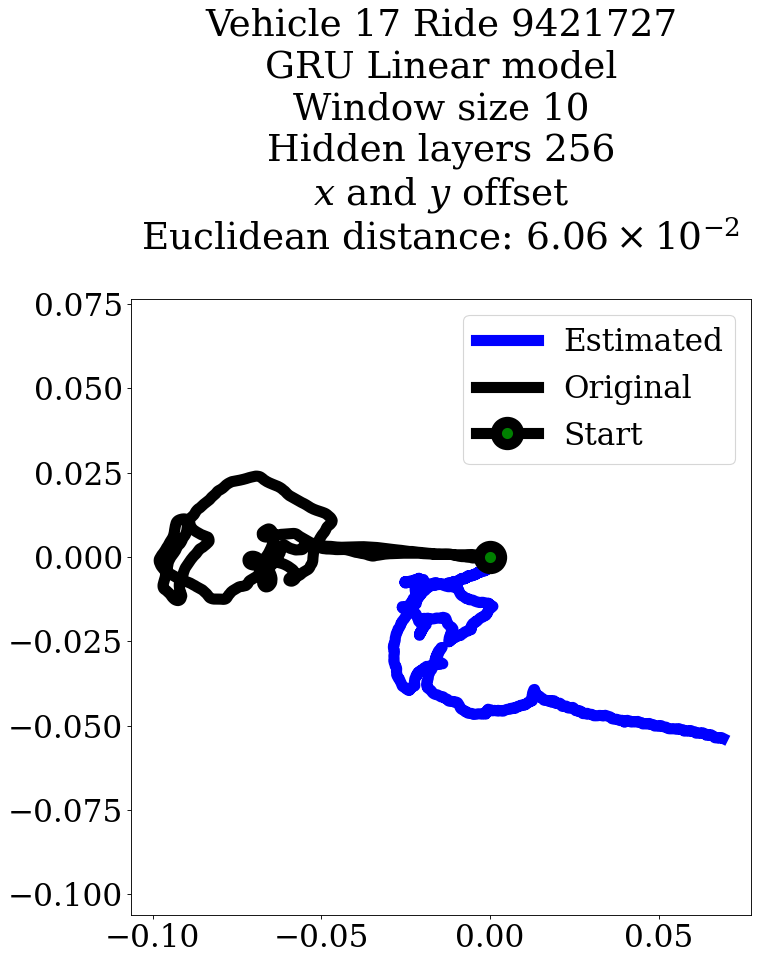 Vehicle 17 Ride 9421727
GRU Linear model
Window size 10
Hidden layers 256
x and y offset
Euclidean distance: 6.06 × 10⁻²
Estimated
Original
Start
0.075
0.050
0.025
0.000
−0.025
−0.050
−0.075
−0.100
−0.10
−0.05
0.00
0.05